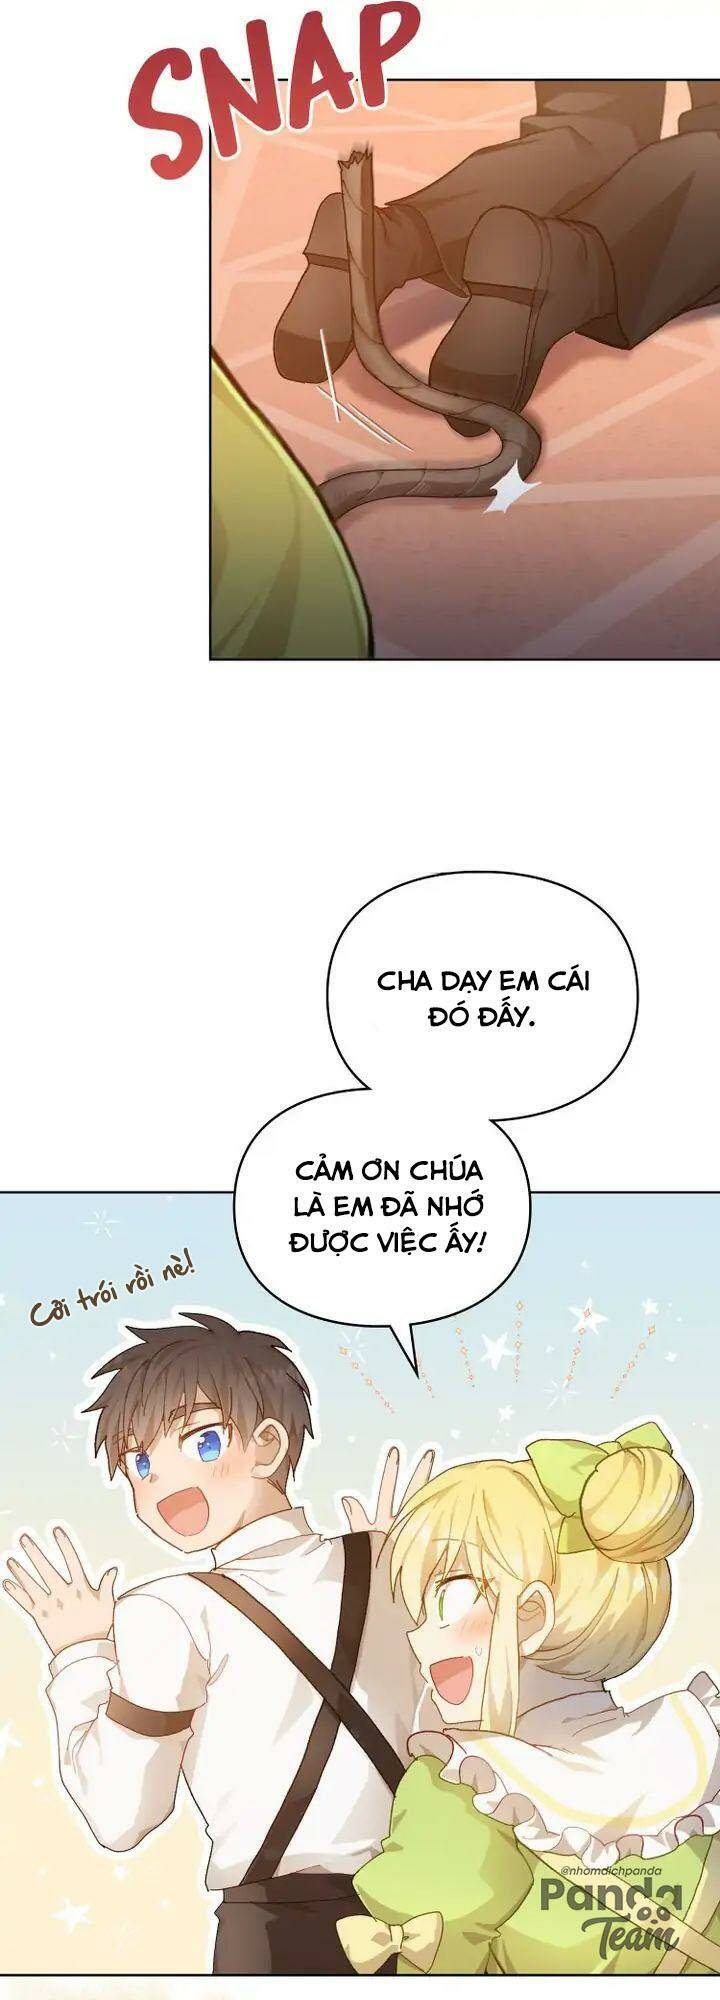 SNAP
CHA DẠY EM CÁI
ĐÓ ĐẤY.
CẢM ƠN CHÚA
LÀ EM ĐÃ NHỚ
ĐƯỢC VIỆC ẤY!
Cởi trói rồi nè!
@nhomdichpanda
Panda
Team